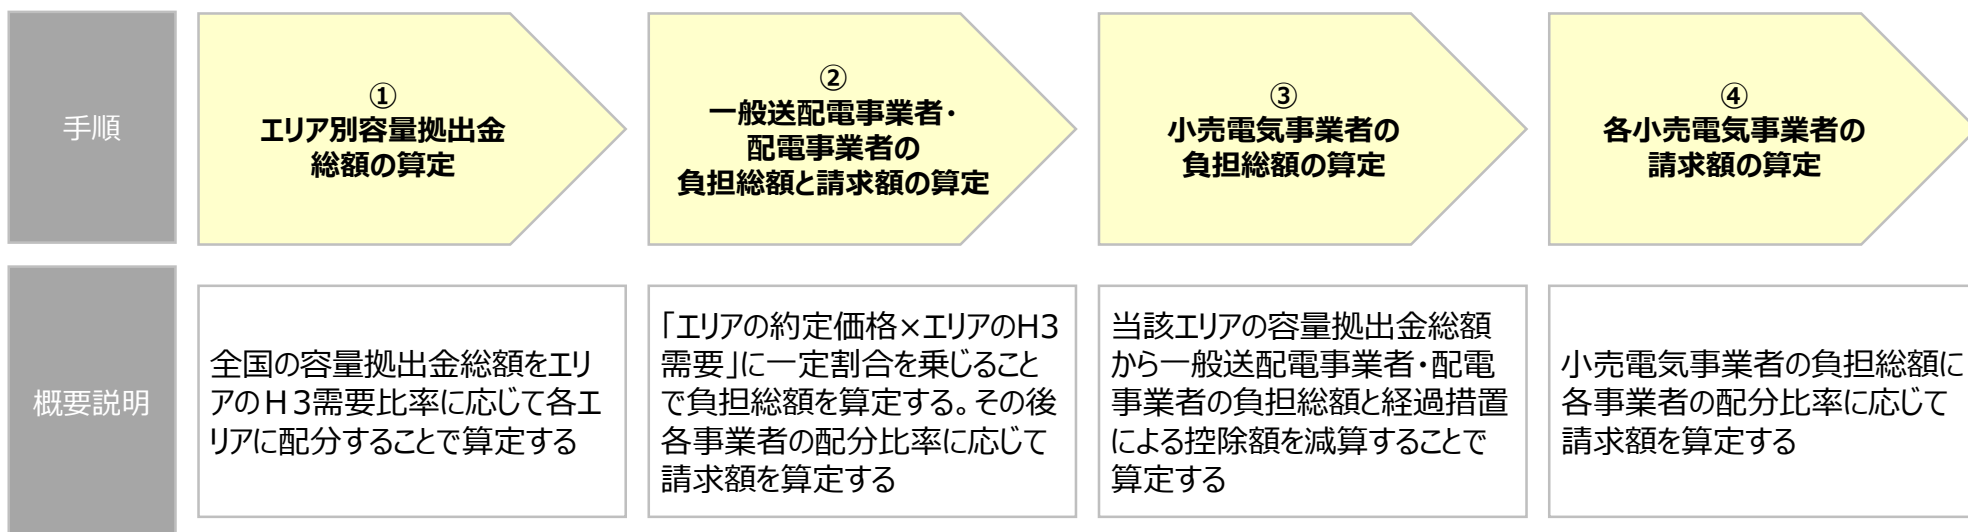 手順
①
エリア別容量拠出金
総額の算定
②
一般送配電事業者・
配電事業者の
負担総額と請求額の算定
③
小売電気事業者の
負担総額の算定
④
各小売電気事業者の
請求額の算定
概要説明
全国の容量拠出金総額をエリ
アのH3需要比率に応じて各エ
リアに配分することで算定する
「エリアの約定価格×エリアのH3
需要」に一定割合を乗じること
で負担総額を算定する。その後
各事業者の配分比率に応じて
請求額を算定する
当該エリアの容量拠出金総額
から一般送配電事業者・配電
事業者の負担総額と経過措置
による控除額を減算することで
算定する
小売電気事業者の負担総額に
各事業者の配分比率に応じて
請求額を算定する